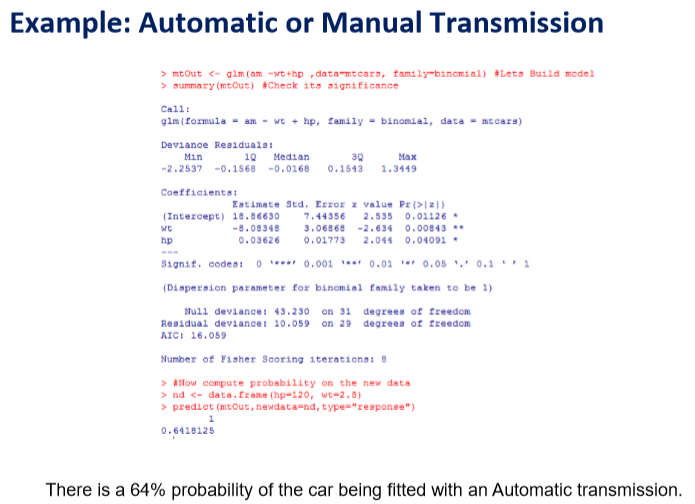 Example: Automatic or Manual Transmission
> mtOut <- glm(am ~wt+hp ,data=mtcars, family=binomial) #Lets Build model
> summary(mtOut) #Check its significance
Call:
glm(formula = am ~ wt + hp, family = binomial, data = mtcars)
Deviance Residuals:
Min 1Q Median 3Q Max
-2.2537 -0.1568 -0.0168 0.1543 1.3449
Coefficients:
Estimate Std. Error z value Pr(>|z|)
(Intercept) 18.86630 7.44356 2.535 0.01126 *
wt -8.08348 3.06868 -2.634 0.00843 **
hp 0.03626 0.01773 2.044 0.04091 *
---
Signif. codes: 0 '***' 0.001 '**' 0.01 '*' 0.05 '.' 0.1 ' ' 1
(Dispersion parameter for binomial family taken to be 1)
Null deviance: 43.230 on 31 degrees of freedom
Residual deviance: 10.059 on 29 degrees of freedom
AIC: 16.059
Number of Fisher Scoring iterations: 8
> #Now compute probability on the new data
> nd <- data.frame(hp=120, wt=2.8)
> predict(mtOut,newdata=nd,type="response")
1
0.6418125
There is a 64% probability of the car being fitted with an Automatic transmission.